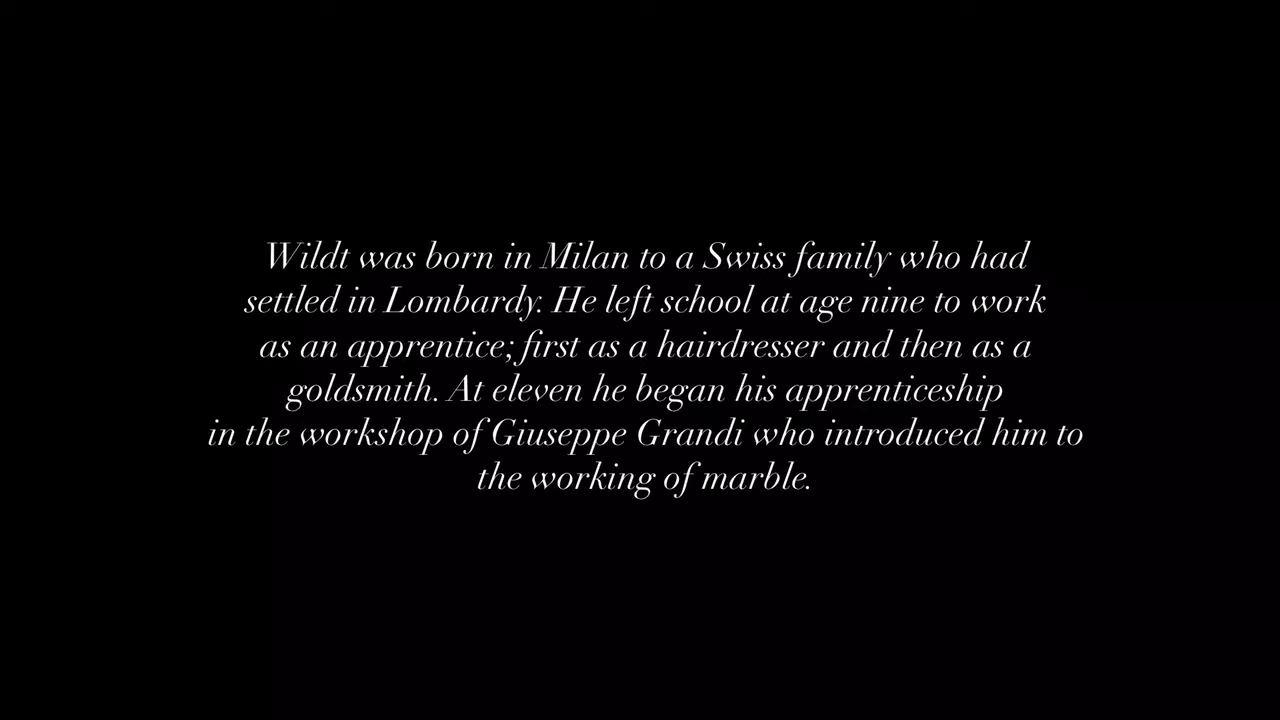 Wildt was born in Milan to a Swiss family who had
settled in Lombardy. He left school at age nine to work
as an apprentice; first as a hairdresser and then as a
goldsmith. At eleven he began his apprenticeship
in the workshop of Giuseppe Grandi who introduced him to
the working of marble.